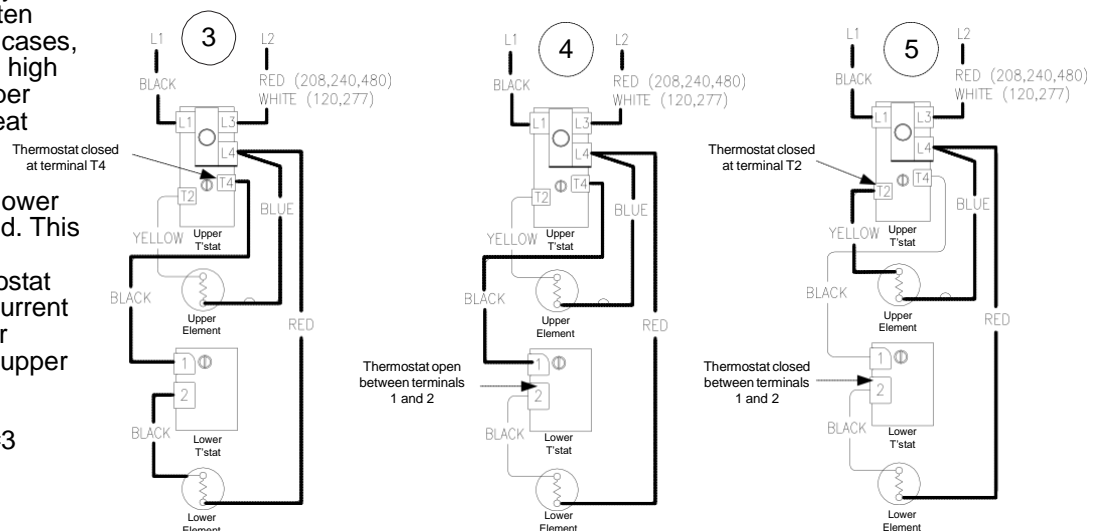 ten
cases,
high
per
eat
ower
d. This
ostat
urrent
r
upper
3
3
L1
L2
BLACK
RED (208,240,480)
WHITE (120,277)
L1
L3
L4
Thermostat closed
at terminal T4
T4
T2
BLUE
YELLOW
Upper
T'stat
BLACK
Upper
Element
RED
1
2
BLACK
Lower
T'stat
Lower
Element
4
L1
L2
BLACK
RED (208,240,480)
WHITE (120,277)
L1
L3
L4
T4
T2
BLUE
YELLOW
Upper
T'stat
BLACK
Upper
Element
RED
Thermostat open
between terminals
1 and 2
1
2
BLACK
Lower
T'stat
Lower
Element
5
L1
L2
BLACK
RED (208,240,480)
WHITE (120,277)
L1
L3
L4
Thermostat closed
at terminal T2
T4
T2
BLUE
YELLOW
Upper
T'stat
BLACK
Upper
Element
RED
Thermostat closed
between terminals
1 and 2
1
2
BLACK
Lower
T'stat
Lower
Element